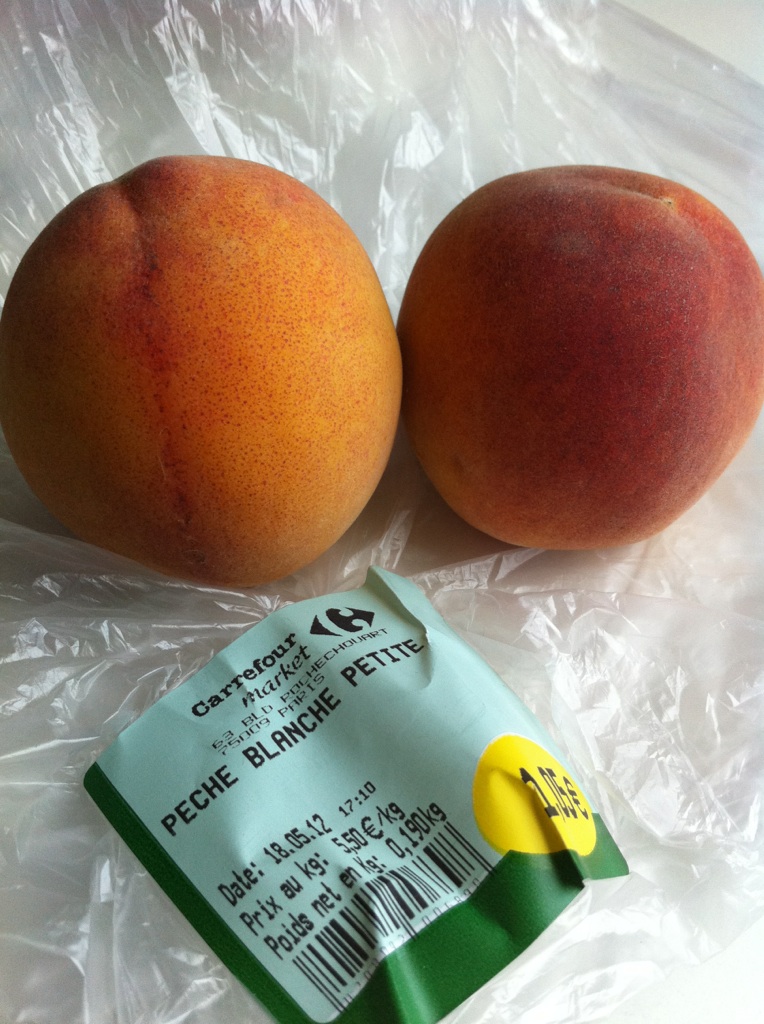 Carrefour
market
63 BLD ROCHECHOUART
75009 PARIS
PECHE BLANCHE PETITE
Date: 18.05.12 17:10
Prix au kg: 5,50€/kg
Poids net en Kg: 0,190kg
1,05€